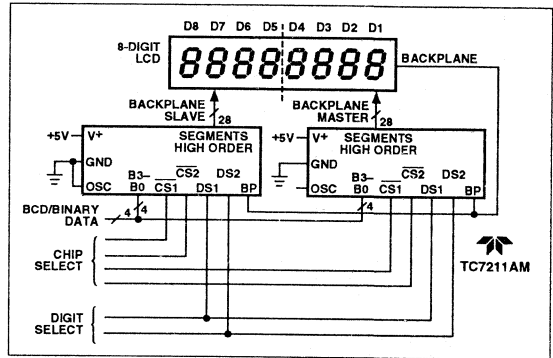 D8 D7 D6 D5 D4 D3 D2 D1
8-DIGIT
LCD
BACKPLANE
BACKPLANE
SLAVE
28
BACKPLANE
MASTER
28
+5V
V+
SEGMENTS
HIGH ORDER
GND
OSC
B3–
B0
CS2
CS1
DS1
DS2
BP
+5V
V+
SEGMENTS
HIGH ORDER
GND
OSC
B3–
B0
CS2
CS1
DS1
DS2
BP
BCD/BINARY
DATA
4
4
4
CHIP
SELECT
DIGIT
SELECT
TC7211AM